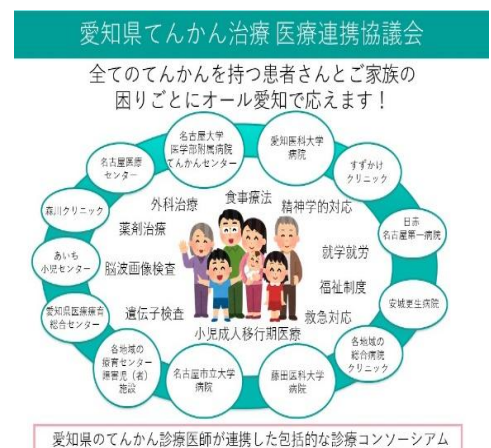 愛知県てんかん治療 医療連携協議会
全てのてんかんを持つ患者さんとご家族の
困りごとにオール愛知で応えます！
名古屋大学
医学部附属病院
てんかんセンター
愛知医科大学
病院
名古屋医療
センター
すずかけ
クリニック
森川クリニック
日赤
名古屋第一病院
あいち
小児センター
安城更生病院
愛知県医療療育
総合センター
各地域の
総合病院
クリニック
各地域の
療育センター
障害児（者）
施設
名古屋市立大学
病院
藤田医科大学
病院
外科治療
食事療法
精神学的対応
薬剤治療
就学就労
脳波画像検査
福祉制度
遺伝子検査
救急対応
小児成人移行期医療
愛知県のてんかん診療医師が連携した包括的な診療コンソーシアム